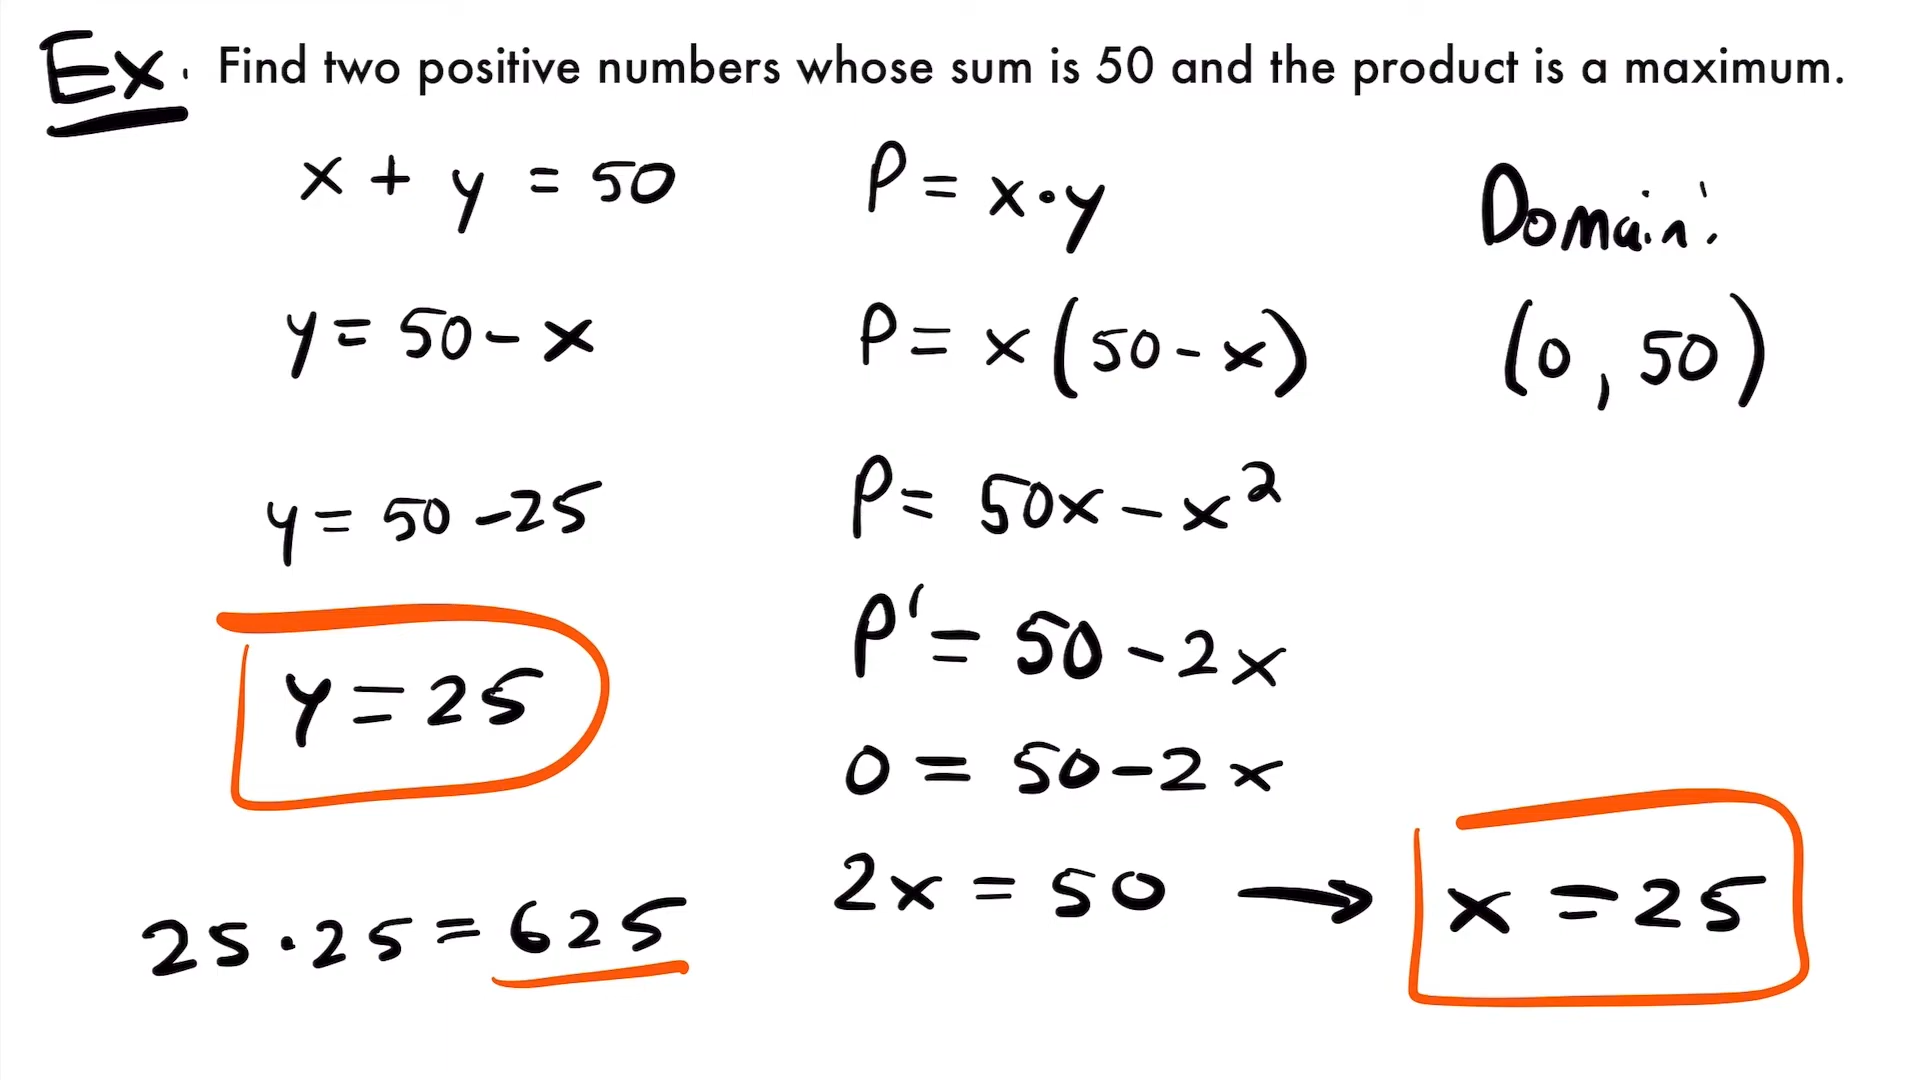 Ex. Find two positive numbers whose sum is 50 and the product is a maximum.
x + y = 50
y = 50 - x
y = 50 - 25
y = 25
25 · 25 = 625
P = x · y
P = x (50 - x)
P = 50x - x²
P' = 50 - 2x
0 = 50 - 2x
2x = 50 → x = 25
Domain:
(0, 50)